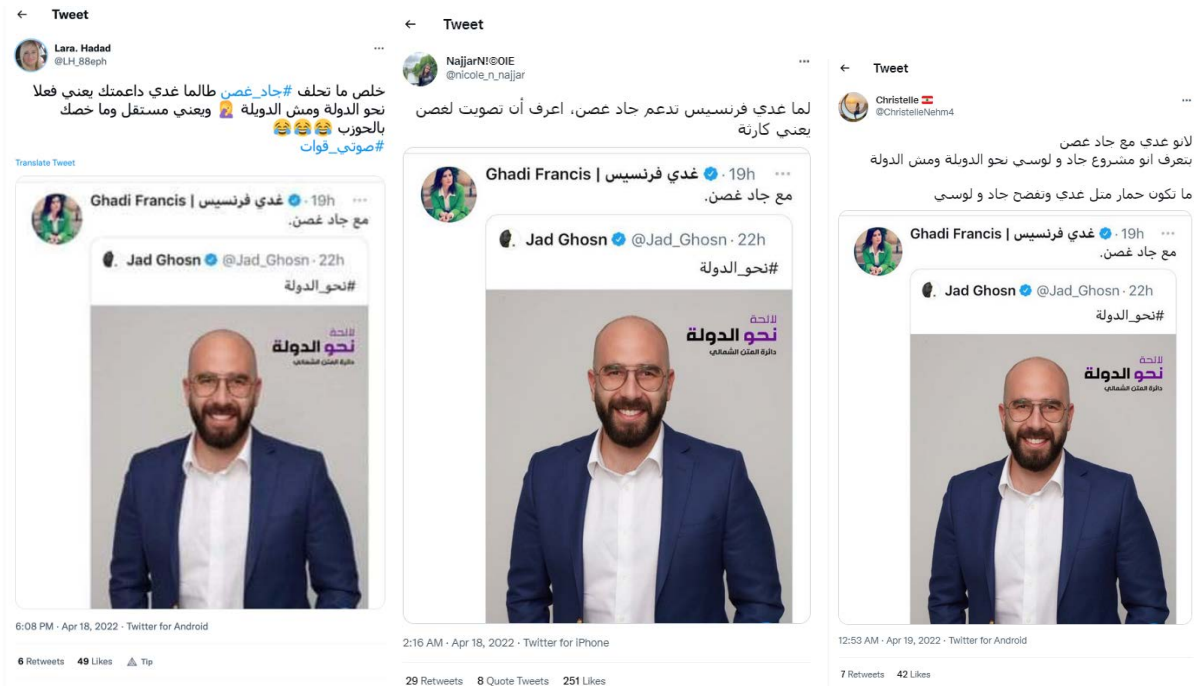 ← Tweet
Lara. Hadad
@LH_88eph
خلص ما تحلف #جاد_غصن طالما غدي داعمتك يعني فعلا
نحو الدولة ومش الدويلة 🤦‍♀️ ويعني مستقل وما خصك
بالحوزب 😂😂😂
#صوتي_قوات
Translate Tweet
Ghadi Francis | غدي فرنسيس · 19h
مع جاد غصن.
Jad Ghosn @Jad_Ghosn · 22h
#نحو_الدولة
لائحة
نحو الدولة
دائرة المتن الشمالي
6:08 PM · Apr 18, 2022 · Twitter for Android
6 Retweets 49 Likes Tip
← Tweet
NajjarN!©OlE
@nicole_n_najjar
لما غدي فرنسيس تدعم جاد غصن، اعرف أن تصويت لغصن
يعني كارثة
Ghadi Francis | غدي فرنسيس · 19h
مع جاد غصن.
Jad Ghosn @Jad_Ghosn · 22h
#نحو_الدولة
لائحة
نحو الدولة
دائرة المتن الشمالي
2:16 AM · Apr 18, 2022 · Twitter for iPhone
29 Retweets 8 Quote Tweets 251 Likes
← Tweet
Christelle 🇱🇧
@ChristelleNehm4
لانو غدي مع جاد غصن
بتعرف انو مشروع جاد و لوسي نحو الدويلة ومش الدولة
ما تكون حمار متل غدي وتفضح جاد و لوسي
Ghadi Francis | غدي فرنسيس · 19h
مع جاد غصن.
Jad Ghosn @Jad_Ghosn · 22h
#نحو_الدولة
لائحة
نحو الدولة
دائرة المتن الشمالي
12:53 AM · Apr 19, 2022 · Twitter for Android
7 Retweets 42 Likes